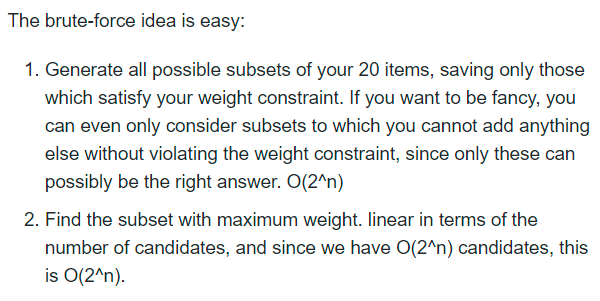 The brute-force idea is easy:
1. Generate all possible subsets of your 20 items, saving only those
which satisfy your weight constraint. If you want to be fancy, you
can even only consider subsets to which you cannot add anything
else without violating the weight constraint, since only these can
possibly be the right answer. O(2^n)
2. Find the subset with maximum weight. linear in terms of the
number of candidates, and since we have O(2^n) candidates, this
is O(2^n).